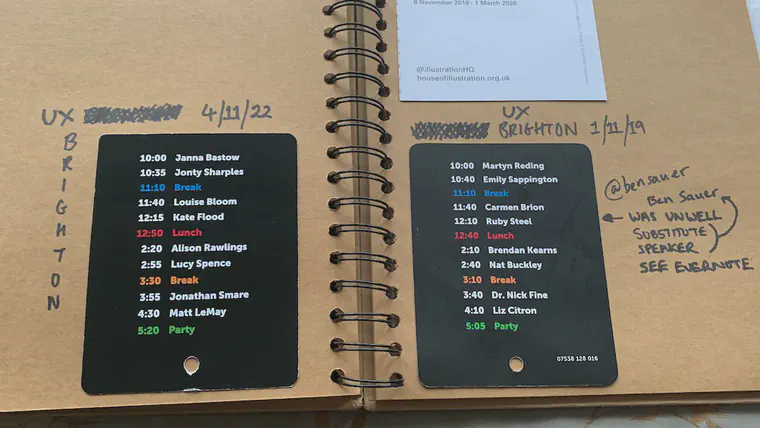 UX 4/11/22
BRIGHTON
10:00 Janna Bastow
10:35 Jonty Sharples
11:10 Break
11:40 Louise Bloom
12:15 Kate Flood
12:50 Lunch
2:20 Alison Rawlings
2:55 Lucy Spence
3:30 Break
3:55 Jonathan Smare
4:30 Matt LeMay
5:20 Party
8 November 2019 - 1 March 2020
@illustrationHQ
houseofillustration.org.uk
UX
BRIGHTON 1/11/19
10:00 Martyn Reding
10:40 Emily Sappington
11:10 Break
11:40 Carmen Brion
12:10 Ruby Steel
12:40 Lunch
2:10 Brendan Kearns
2:40 Nat Buckley
3:10 Break
3:40 Dr. Nick Fine
4:10 Liz Citron
5:05 Party
07538 128 016
@bensauer
Ben Sauer
WAS UNWELL
SUBSTITUTE
SPEAKER
SEE EVERNOTE